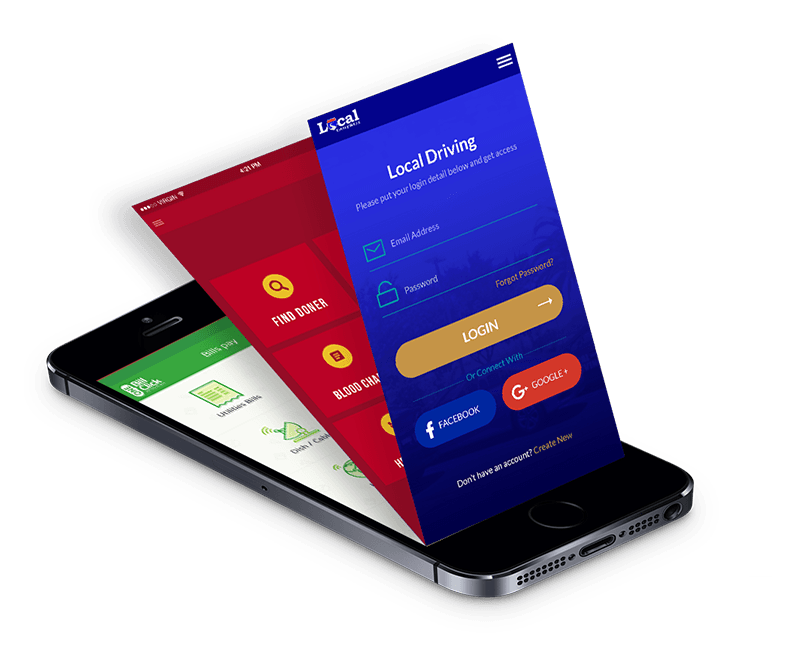 Local
Local Driving
Please put your login detail below and get access
Email Address
Password
Forgot Password?
LOGIN
Or Connect With
FACEBOOK
GOOGLE +
Don't have an account? Create New
VIRGIN
4:21 PM
FIND DONER
BLOOD CHA
Bill
Click
Bills pay
Utilities Bills
Dish / Cabl